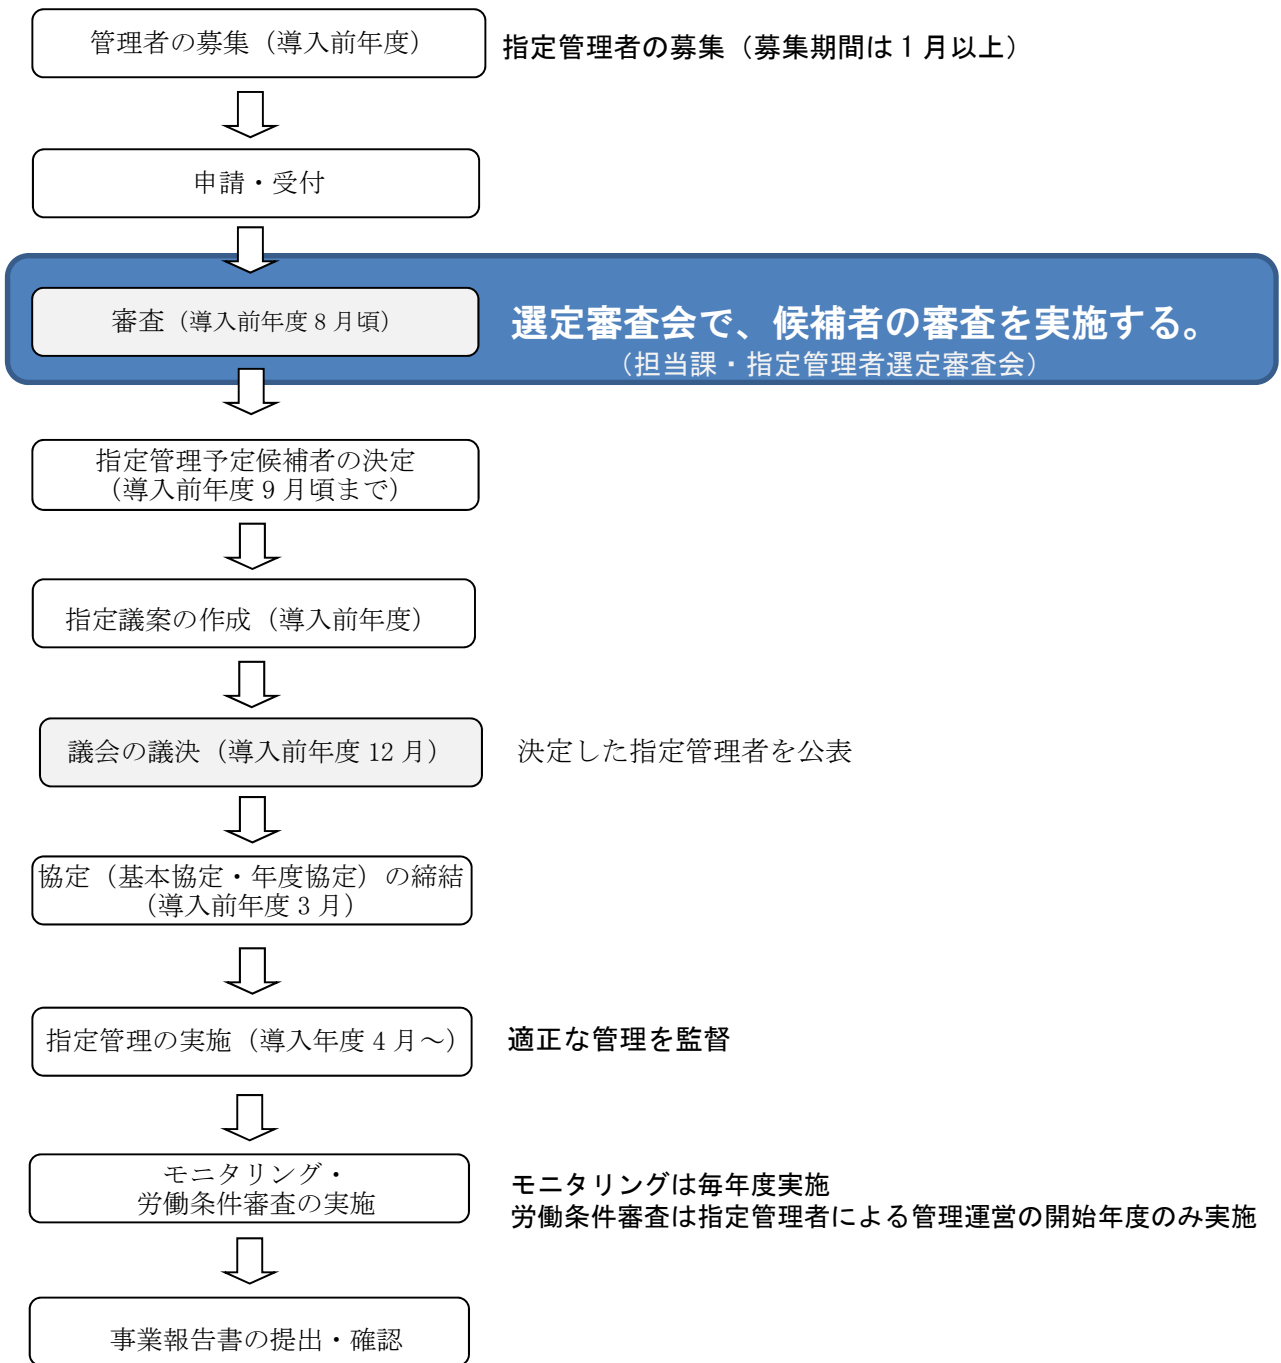 管理者の募集（導入前年度）
指定管理者の募集（募集期間は１月以上）
申請・受付
審査（導入前年度８月頃）
選定審査会で、候補者の審査を実施する。
（担当課・指定管理者選定審査会）
指定管理予定候補者の決定
（導入前年度９月頃まで）
指定議案の作成（導入前年度）
議会の議決（導入前年度 12 月）
決定した指定管理者を公表
協定（基本協定・年度協定）の締結
（導入前年度３月）
指定管理の実施（導入年度４月～）
適正な管理を監督
モニタリング・
労働条件審査の実施
モニタリングは毎年度実施
労働条件審査は指定管理者による管理運営の開始年度のみ実施
事業報告書の提出・確認